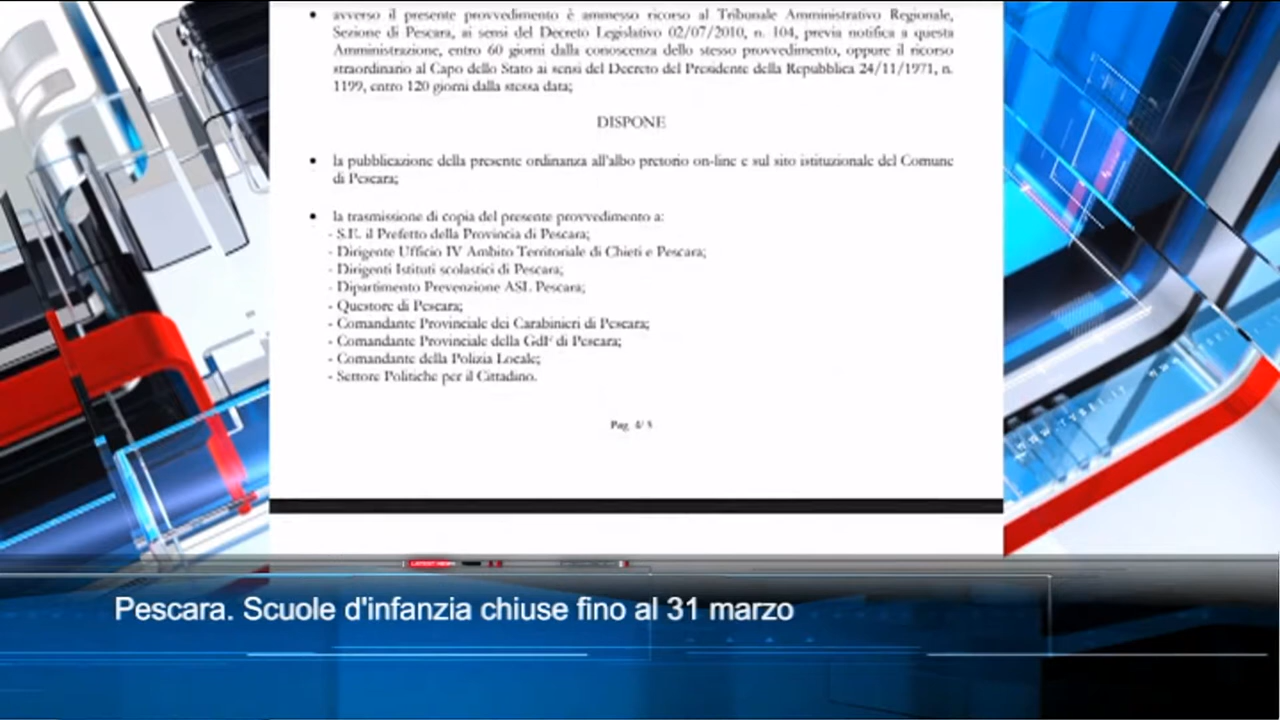 avverso il presente provvedimento è ammesso ricorso al Tribunale Amministrativo Regionale,
Sezione di Pescara, ai sensi del Decreto Legislativo 02/07/2010, n. 104, previa notifica a questa
Amministrazione, entro 60 giorni dalla conoscenza dello stesso provvedimento, oppure il ricorso
straordinario al Capo dello Stato ai sensi del Decreto del Presidente della Repubblica 24/11/1971, n.
1199, entro 120 giorni dalla stessa data;
DISPONE
la pubblicazione della presente ordinanza all'albo pretorio on-line e sul sito istituzionale del Comune
di Pescara;
la trasmissione di copia del presente provvedimento a:
- S.E. il Prefetto della Provincia di Pescara;
- Dirigente Ufficio IV Ambito Territoriale di Chieti e Pescara;
- Dirigenti Istituti scolastici di Pescara;
- Dipartimento Prevenzione ASL Pescara;
- Questore di Pescara;
- Comandante Provinciale dei Carabinieri di Pescara;
- Comandante Provinciale della GdF di Pescara;
- Comandante della Polizia Locale;
- Settore Politiche per il Cittadino.
Pag. 4/5
WWW.TVSEI.IT
LATEST NEWS
Pescara. Scuole d'infanzia chiuse fino al 31 marzo